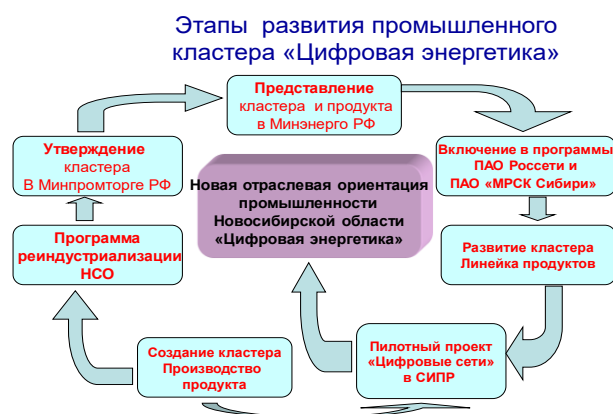 Этапы развития промышленного
кластера «Цифровая энергетика»
Представление
кластера и продукта
в Минэнерго РФ
Утверждение
кластера
В Минпромторге РФ
Включение в программы
ПАО Россети и
ПАО «МРСК Сибири»
Новая отраслевая ориентация
промышленности
Новосибирской области
«Цифровая энергетика»
Программа
реиндустриализации
НСО
Развитие кластера
Линейка продуктов
Создание кластера
Производство
продукта
Пилотный проект
«Цифровые сети»
в СИПР